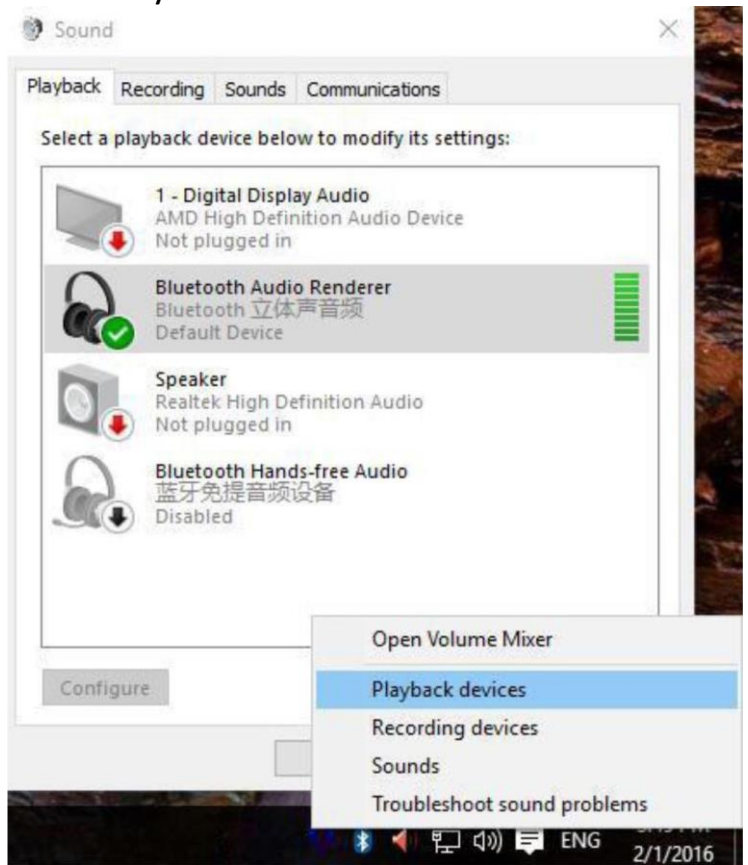 Sound
Playback Recording Sounds Communications
Select a playback device below to modify its settings:
1 - Digital Display Audio
AMD High Definition Audio Device
Not plugged in
Bluetooth Audio Renderer
Bluetooth 立体声音频
Default Device
Speaker
Realtek High Definition Audio
Not plugged in
Bluetooth Hands-free Audio
蓝牙免提音频设备
Disabled
Configure
Open Volume Mixer
Playback devices
Recording devices
Sounds
Troubleshoot sound problems
ENG
2/1/2016